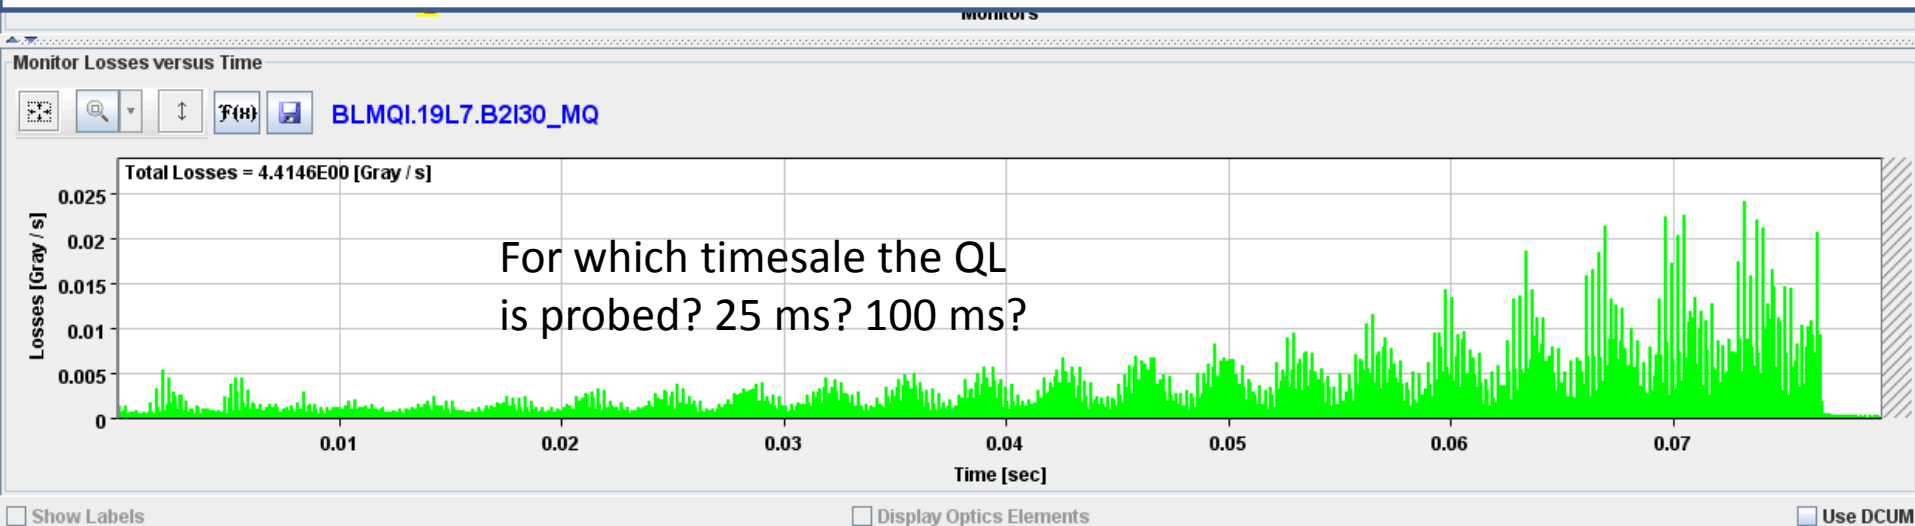 Monitors
Monitor Losses versus Time
F(x) BLMQI.19L7.B2I30_MQ
Total Losses = 4.4146E00 [Gray / s]
0.025
0.02
0.015
0.01
0.005
0
Losses [Gray / s]
For which timesale the QL
is probed? 25 ms? 100 ms?
0.01 0.02 0.03 0.04 0.05 0.06 0.07
Time [sec]
Show Labels Display Optics Elements Use DCUM